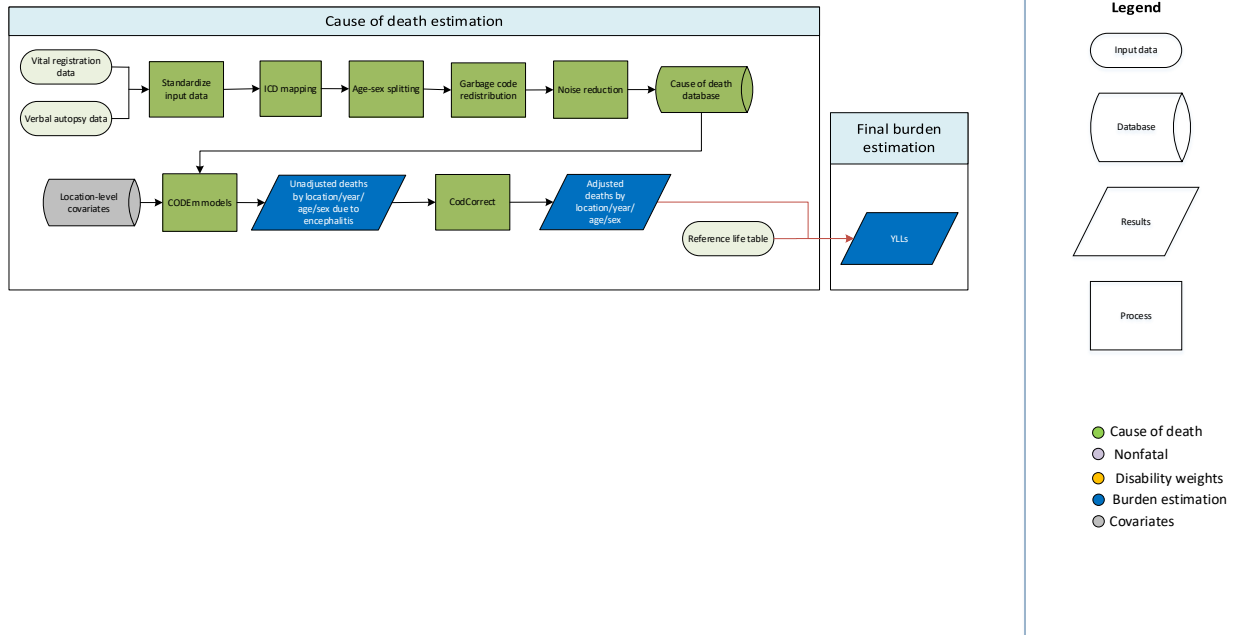 Cause of death estimation
Vital registration
data
Verbal autopsy data
Standardize
input data
ICD mapping
Age-sex splitting
Garbage code
redistribution
Noise reduction
Cause of death
database
Location-level
covariates
CODEm models
Unadjusted deaths
by location/year/
age/sex due to
encephalitis
CodCorrect
Adjusted
deaths by
location/year/
age/sex
Reference life table
Final burden
estimation
YLLs
Legend
Input data
Database
Results
Process
Cause of death
Nonfatal
Disability weights
Burden estimation
Covariates